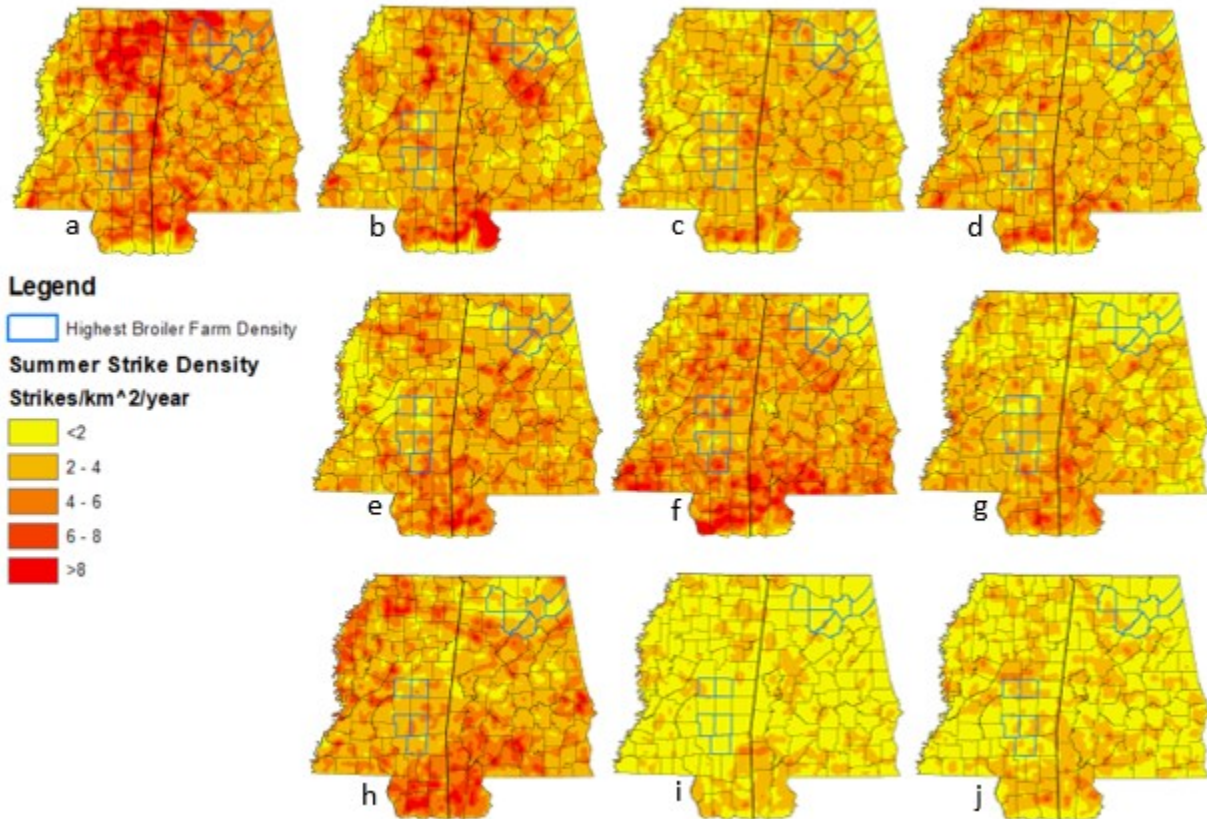 a
b
c
d
Legend
Highest Broiler Farm Density
Summer Strike Density
Strikes/km^2/year
<2
2 - 4
4 - 6
6 - 8
>8
e
f
g
h
i
j